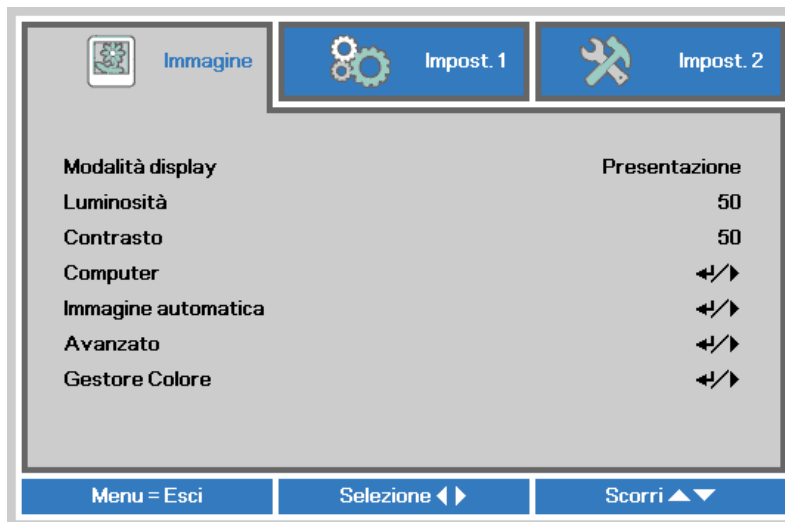 Immagine Impost. 1 Impost. 2
Modalità display Presentazione
Luminosità 50
Contrasto 50
Computer ↵/▶
Immagine automatica ↵/▶
Avanzato ↵/▶
Gestore Colore ↵/▶
Menu = Esci Selezione ◀▶ Scorri ▲▼